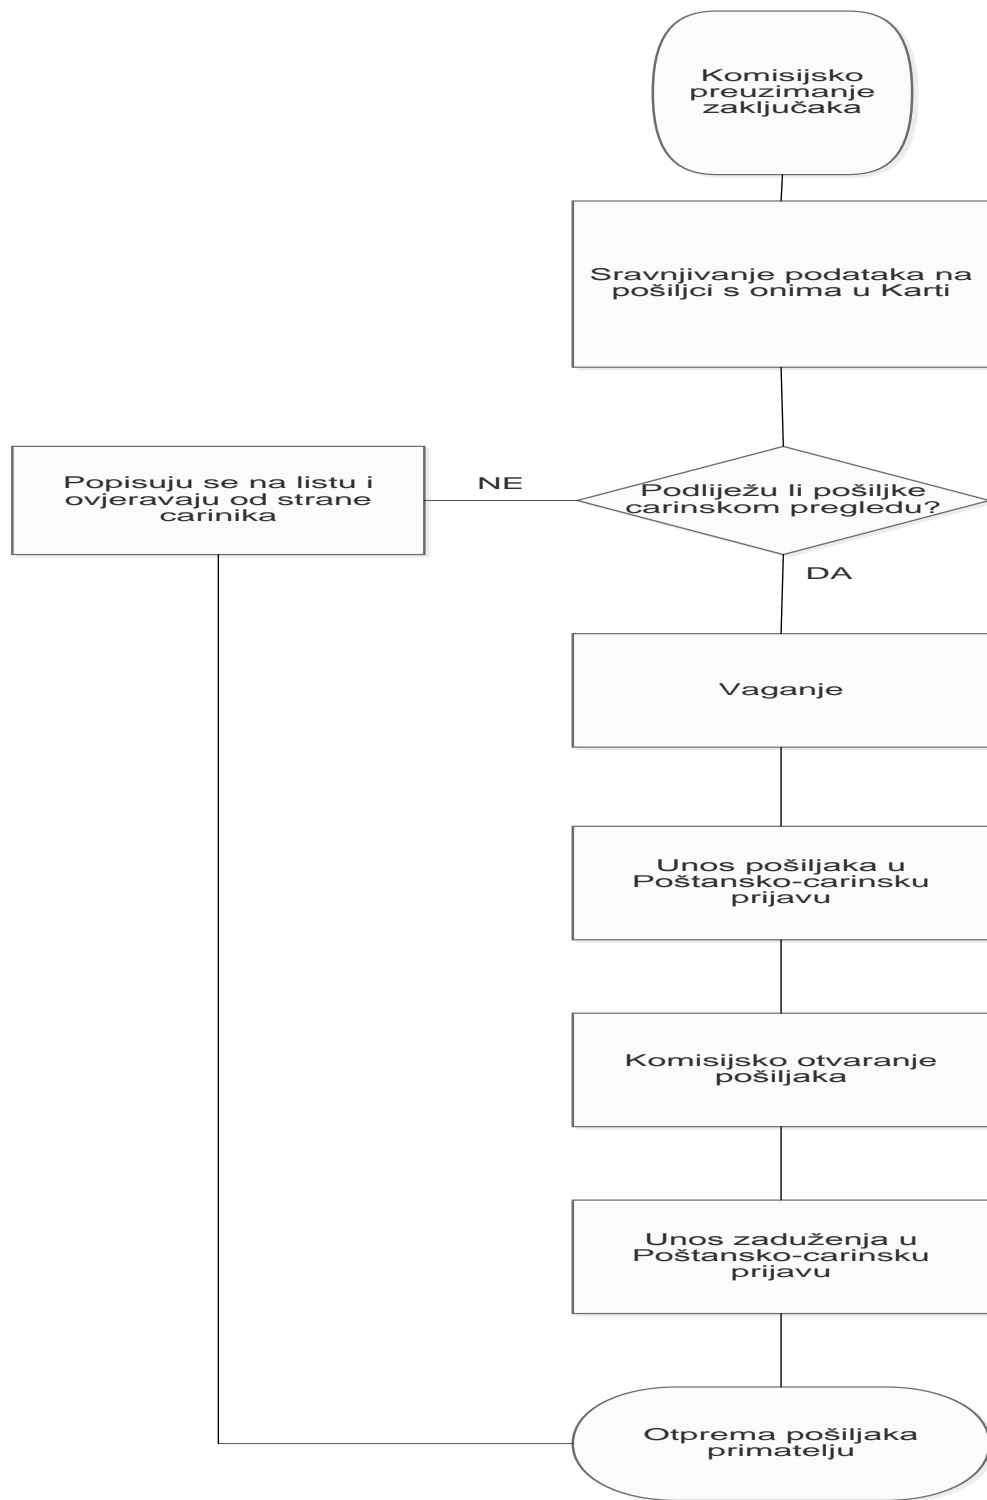 Komisijsko
preuzimanje
zaključaka
Sravnjivanje podataka na
pošiljci s onima u Karti
Popisuju se na listu i
ovjeravaju od strane
carinika
NE
Podliježu li pošiljke
carinskom pregledu?
DA
Vaganje
Unos pošiljaka u
Poštansko-carinsku
prijavu
Komisijsko otvaranje
pošiljaka
Unos zaduženja u
Poštansko-carinsku
prijavu
Otprema pošiljaka
primatelju